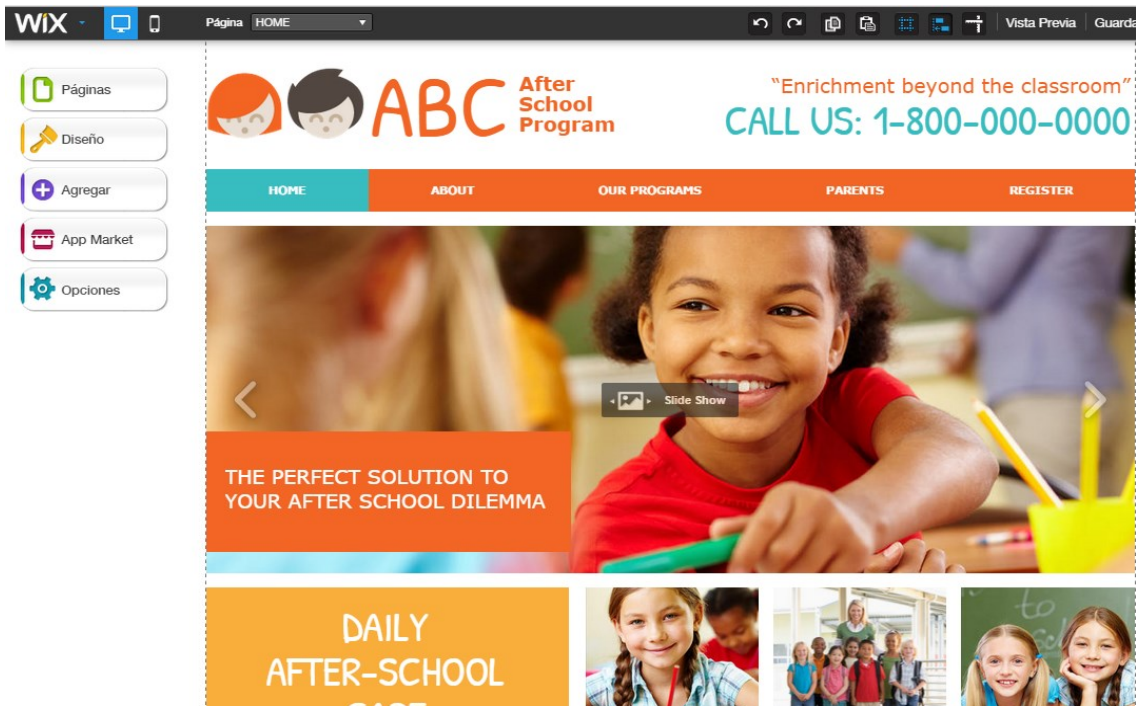 WiX
Página HOME
Vista Previa
Guarda
Páginas
Diseño
Agregar
App Market
Opciones
ABC
After
School
Program
“Enrichment beyond the classroom”
CALL US: 1-800-000-0000
HOME ABOUT OUR PROGRAMS PARENTS REGISTER
Slide Show
THE PERFECT SOLUTION TO
YOUR AFTER SCHOOL DILEMMA
DAILY
AFTER-SCHOOL
to